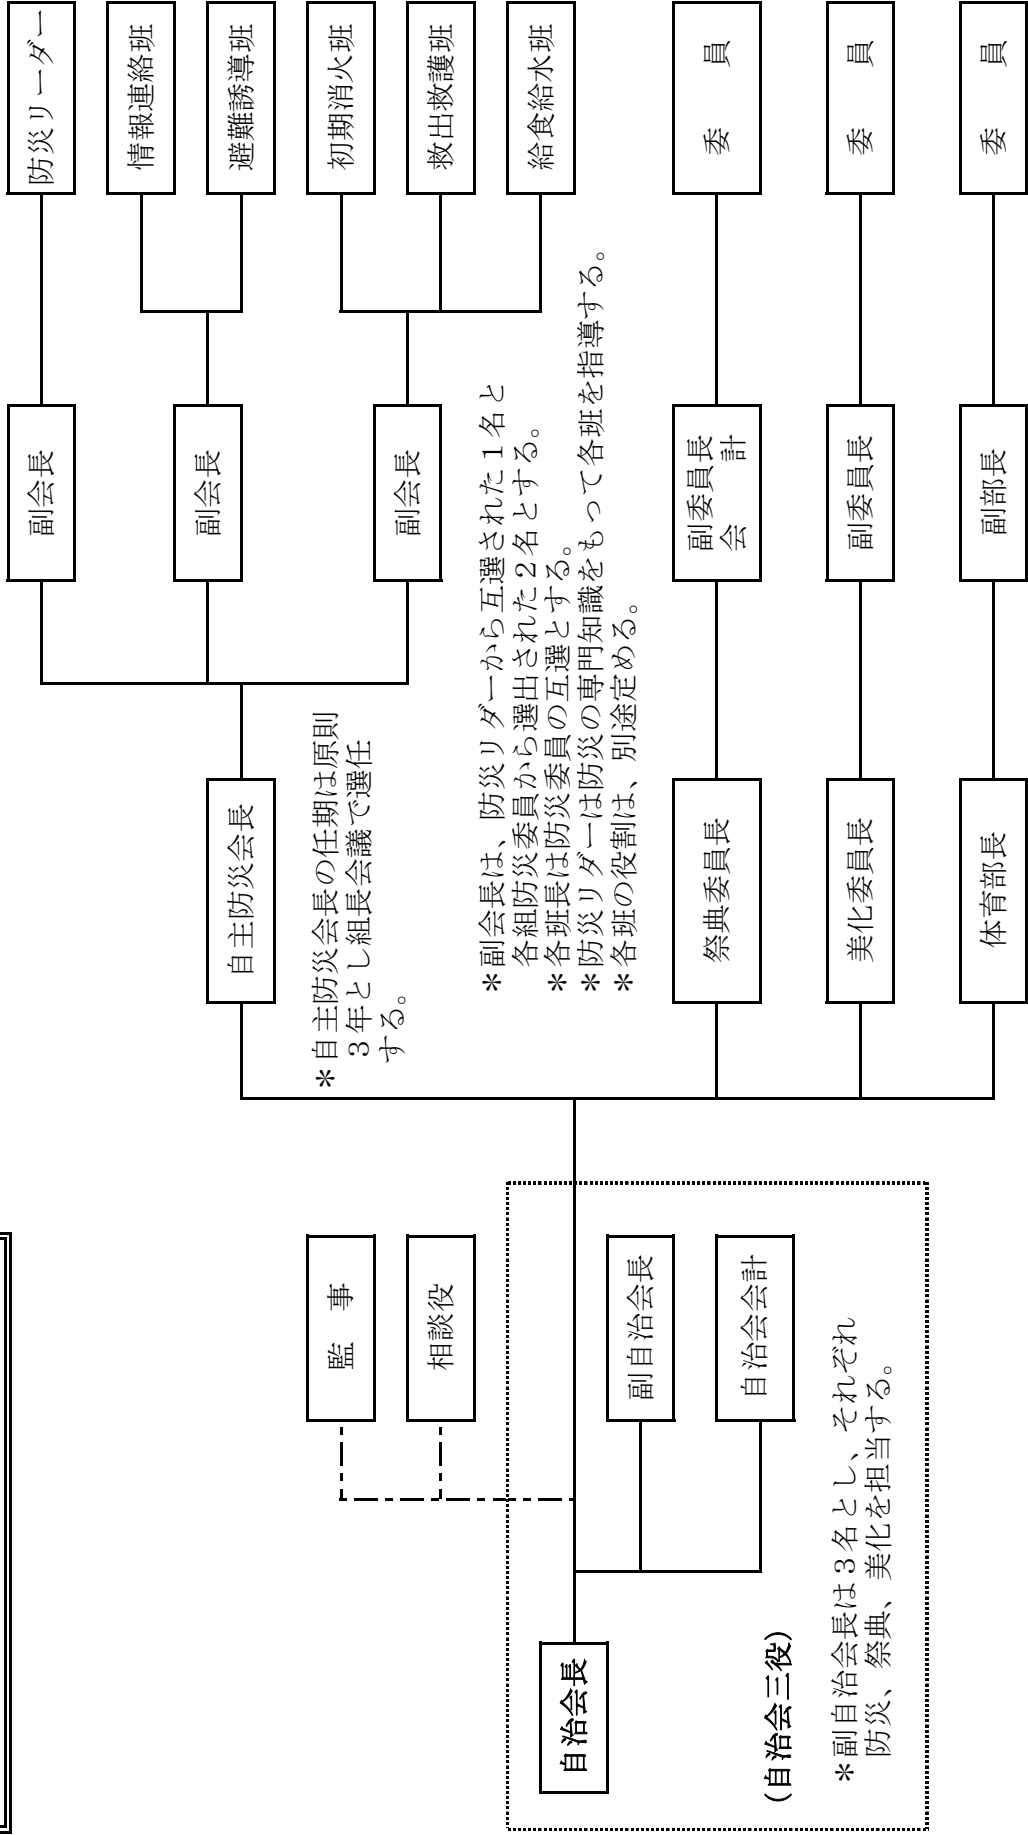 自治会長
副自治会長
自治会会計
(自治会三役)
＊副自治会長は３名とし、それぞれ
防災、祭典、美化を担当する。
監　事
相談役
自主防災会長
＊自主防災会長の任期は原則
３年とし組長会議で選任
する。
副会長
防災リーダー
副会長
情報連絡班
避難誘導班
副会長
初期消火班
救出救護班
給食給水班
＊副会長は、防災リダーから互選された１名と
各組防災委員から選出された２名とする。
＊各班長は防災委員の互選とする。
＊防災リダーは防災の専門知識をもって各班を指導する。
＊各班の役割は、別途定める。
祭典委員長
副委員長
会　計
委　員
美化委員長
副委員長
委　員
体育部長
副部長
委　員